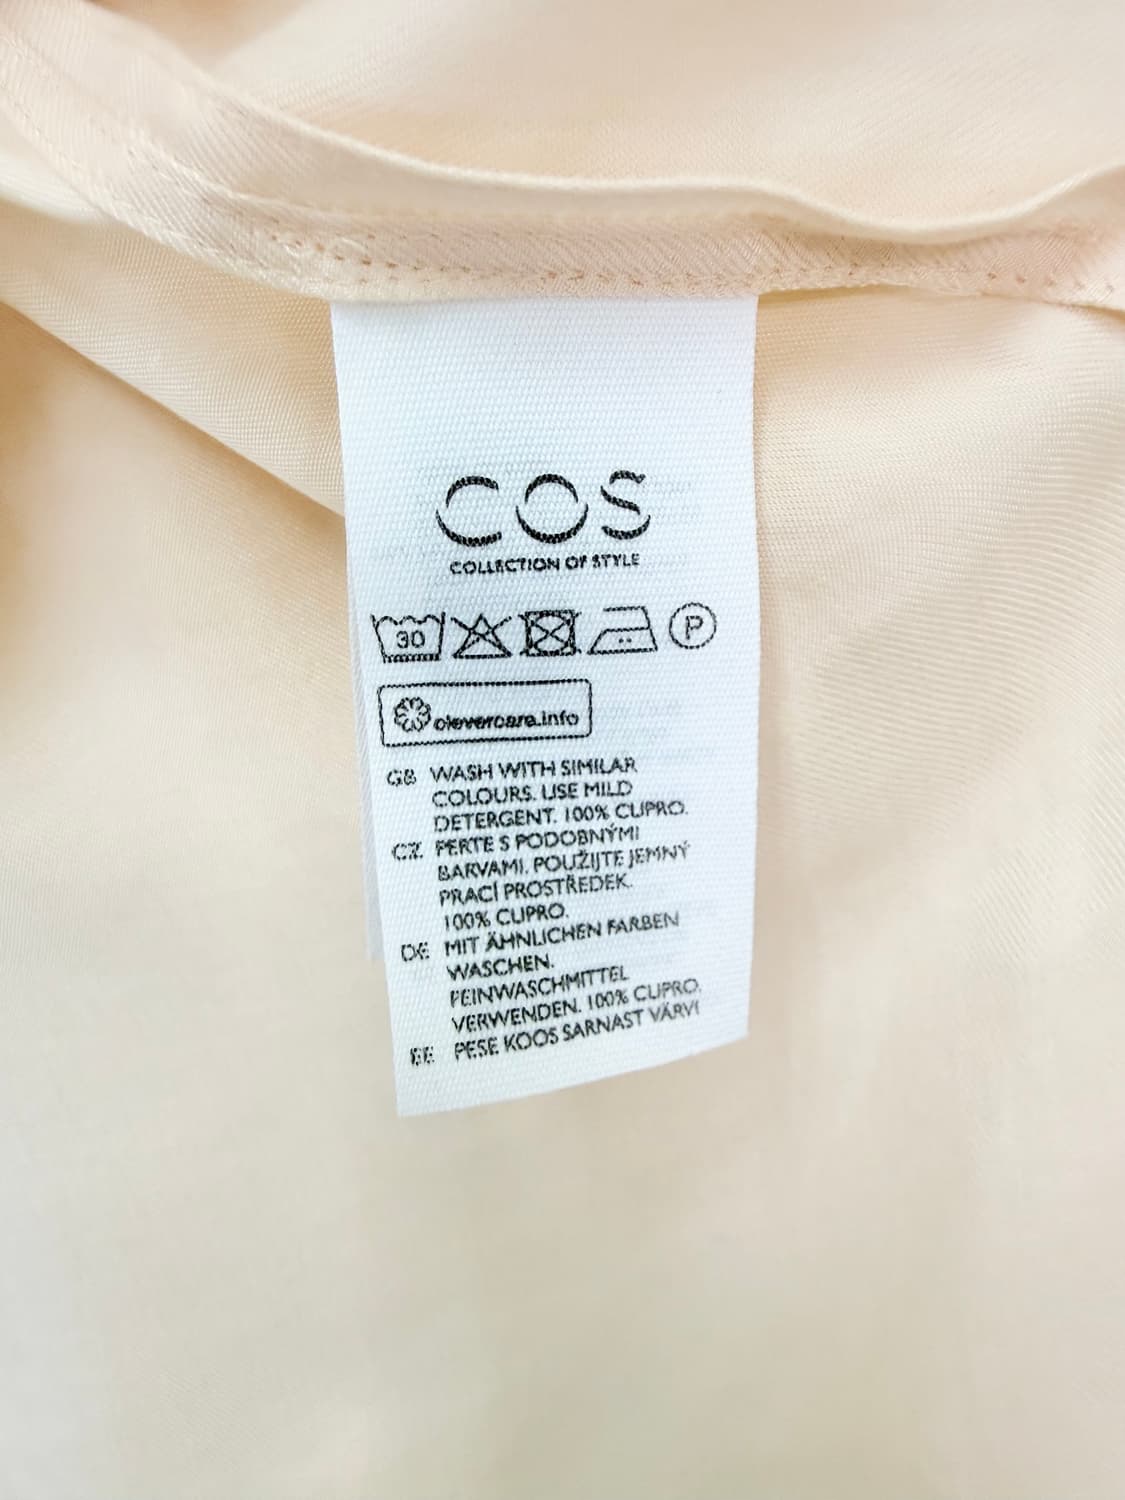 COS
COLLECTION OF STYLE
30 P
clevercare.info
GB WASH WITH SIMILAR
COLOURS. USE MILD
DETERGENT. 100% CUPRO.
CZ PERTE S PODOBNÝMI
BARVAMI. POUŽIJTE JEMNÝ
PRACÍ PROSTŘEDEK.
100% CUPRO.
DE MIT ÄHNLICHEN FARBEN
WASCHEN.
FEINWASCHMITTEL
VERWENDEN. 100% CUPRO.
EE PESE KOOS SARNAST VÄRVI